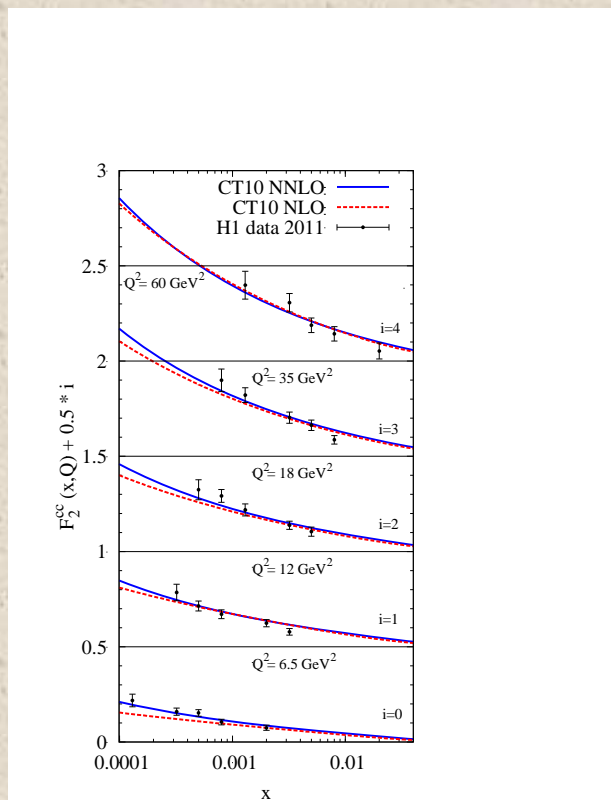 3
CT10 NNLO
CT10 NLO
H1 data 2011
2.5
Q²= 60 GeV²
i=4
2
Q²= 35 GeV²
i=3
1.5
Q²= 18 GeV²
i=2
1
Q²= 12 GeV²
i=1
0.5
Q²= 6.5 GeV²
i=0
0
F₂ᶜᶜ (x,Q) + 0.5 * i
0.0001 0.001 0.01
x